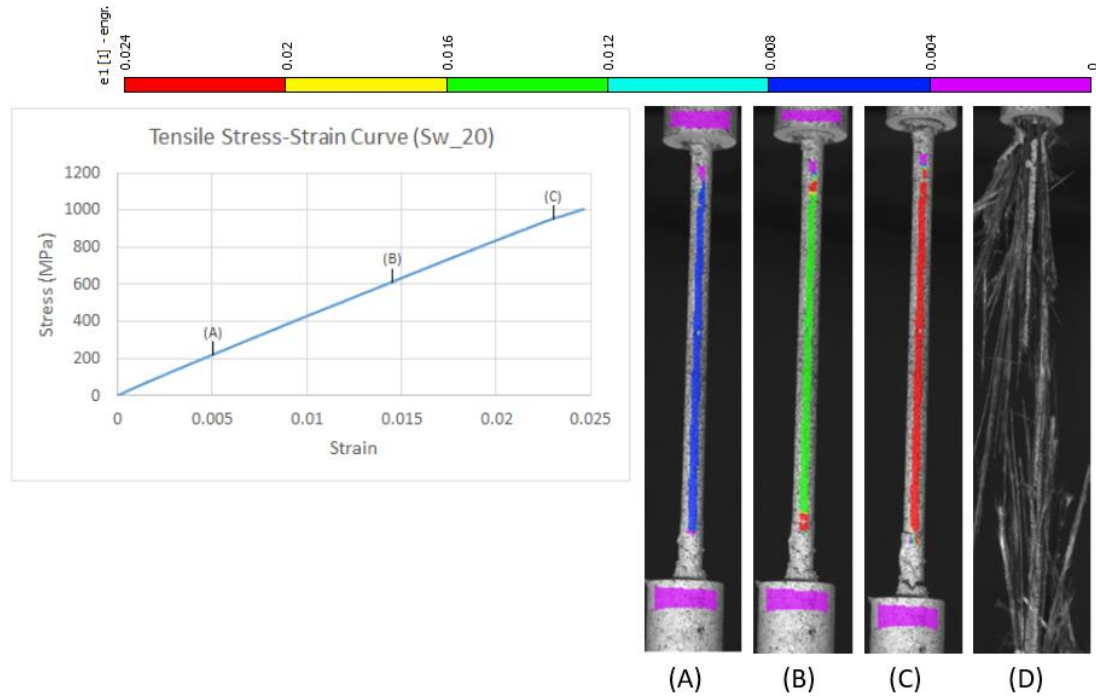 e1 [1] - engr.
0.024
0.02
0.016
0.012
0.008
0.004
0
Tensile Stress-Strain Curve (Sw_20)
1200
1000
800
600
400
200
0
Stress (MPa)
(A)
(B)
(C)
0
0.005
0.01
0.015
0.02
0.025
Strain
(A)
(B)
(C)
(D)